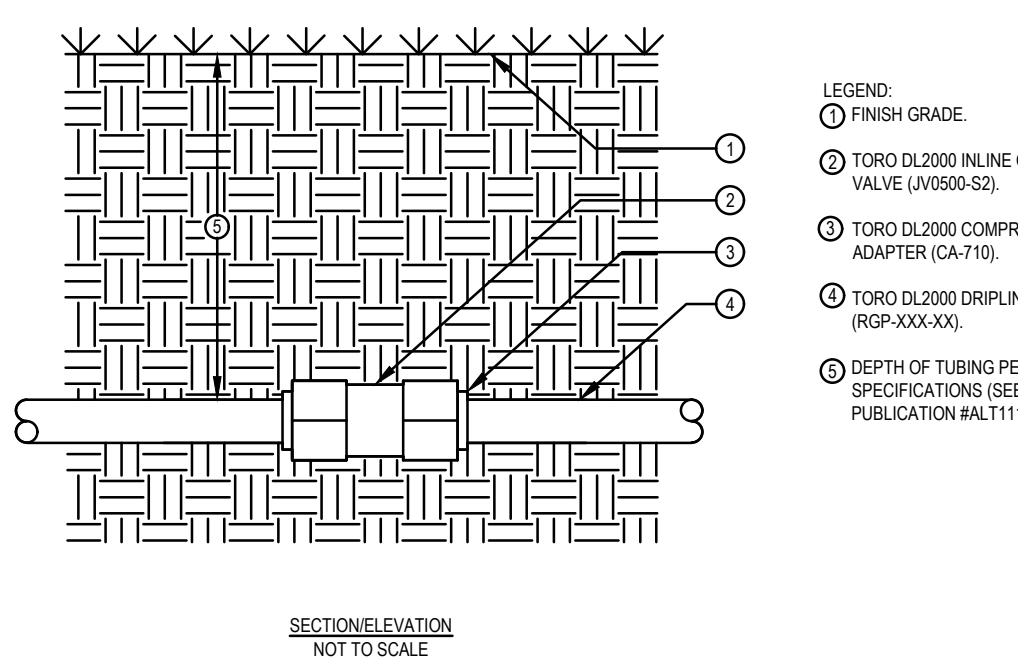 LEGEND:
1 FINISH GRADE.
2 TORO DL2000 INLINE
VALVE (JV0500-S2).
3 TORO DL2000 COMPR
ADAPTER (CA-710).
4 TORO DL2000 DRIPLIN
(RGP-XXX-XX).
5 DEPTH OF TUBING PE
SPECIFICATIONS (SEE
PUBLICATION #ALT111
1
2
3
4
5
SECTION/ELEVATION
NOT TO SCALE